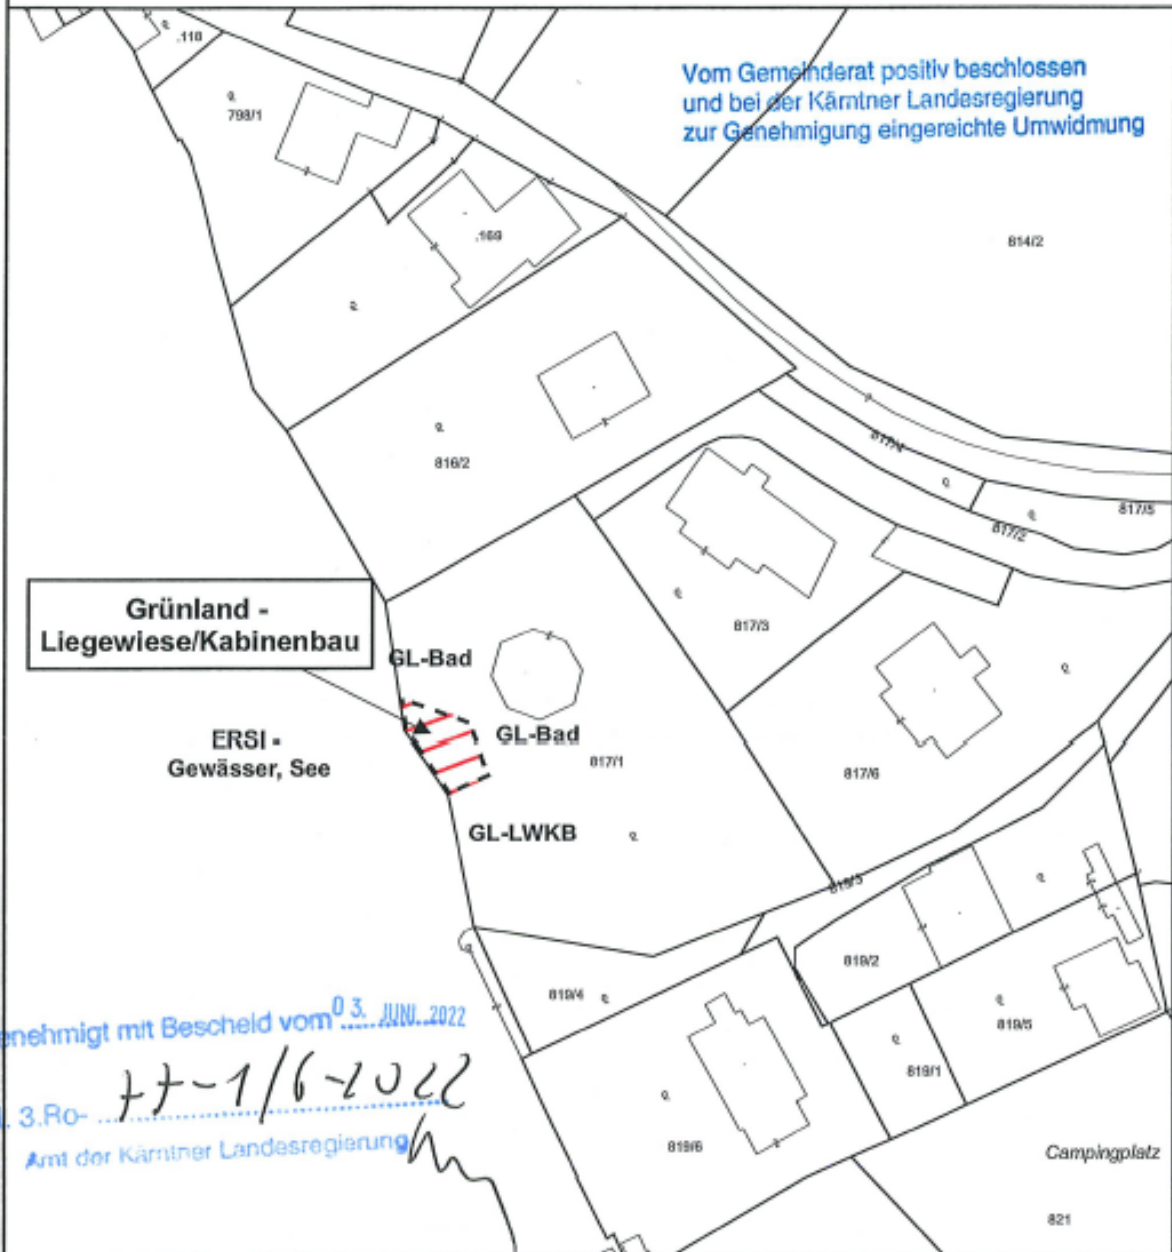 .110
Vom Gemeinderat positiv beschlossen
und bei der Kärntner Landesregierung
zur Genehmigung eingereichte Umwidmung
798/1
.169
814/2
816/2
817/4
817/5
817/2
Grünland -
Liegewiese/Kabinenbau
817/3
GL-Bad
GL-Bad
ERSI -
Gewässer, See
817/1
817/6
GL-LWKB
819/3
819/2
819/4
819/5
enehmigt mit Bescheid vom 03. JUNI 2022
819/1
3.Ro-
-1/6-2022
Amt der Kärntner Landesregierung
819/6
Campingplatz
821